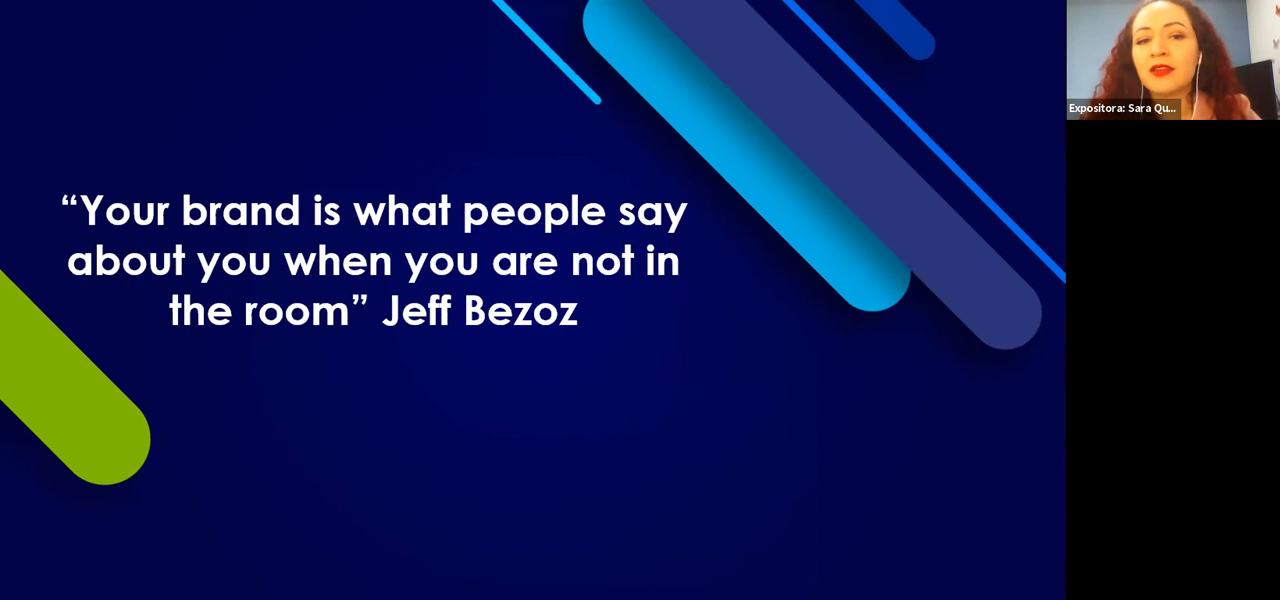 “Your brand is what people say
about you when you are not in
the room” Jeff Bezoz
Expositora: Sara Qu...